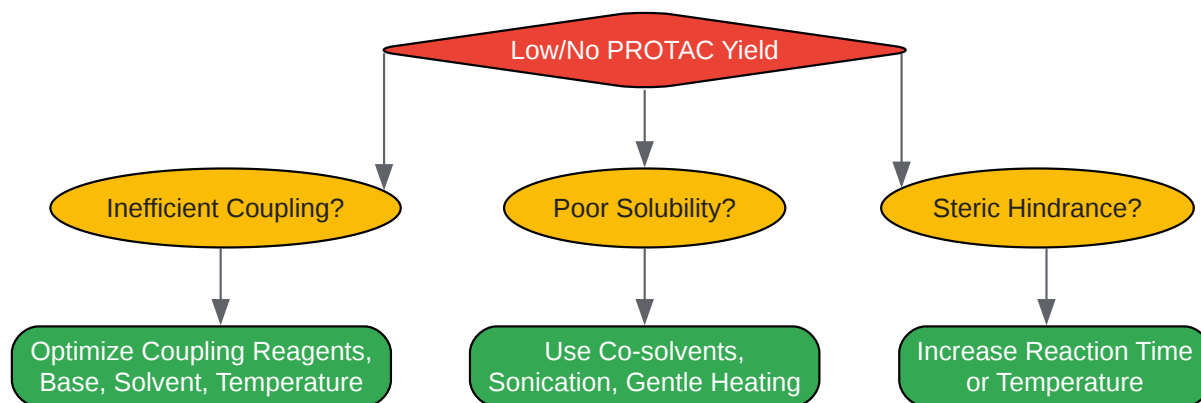 Low/No PROTAC Yield
Inefficient Coupling?
Poor Solubility?
Steric Hindrance?
Optimize Coupling Reagents,
Base, Solvent, Temperature
Use Co-solvents,
Sonication, Gentle Heating
Increase Reaction Time
or Temperature